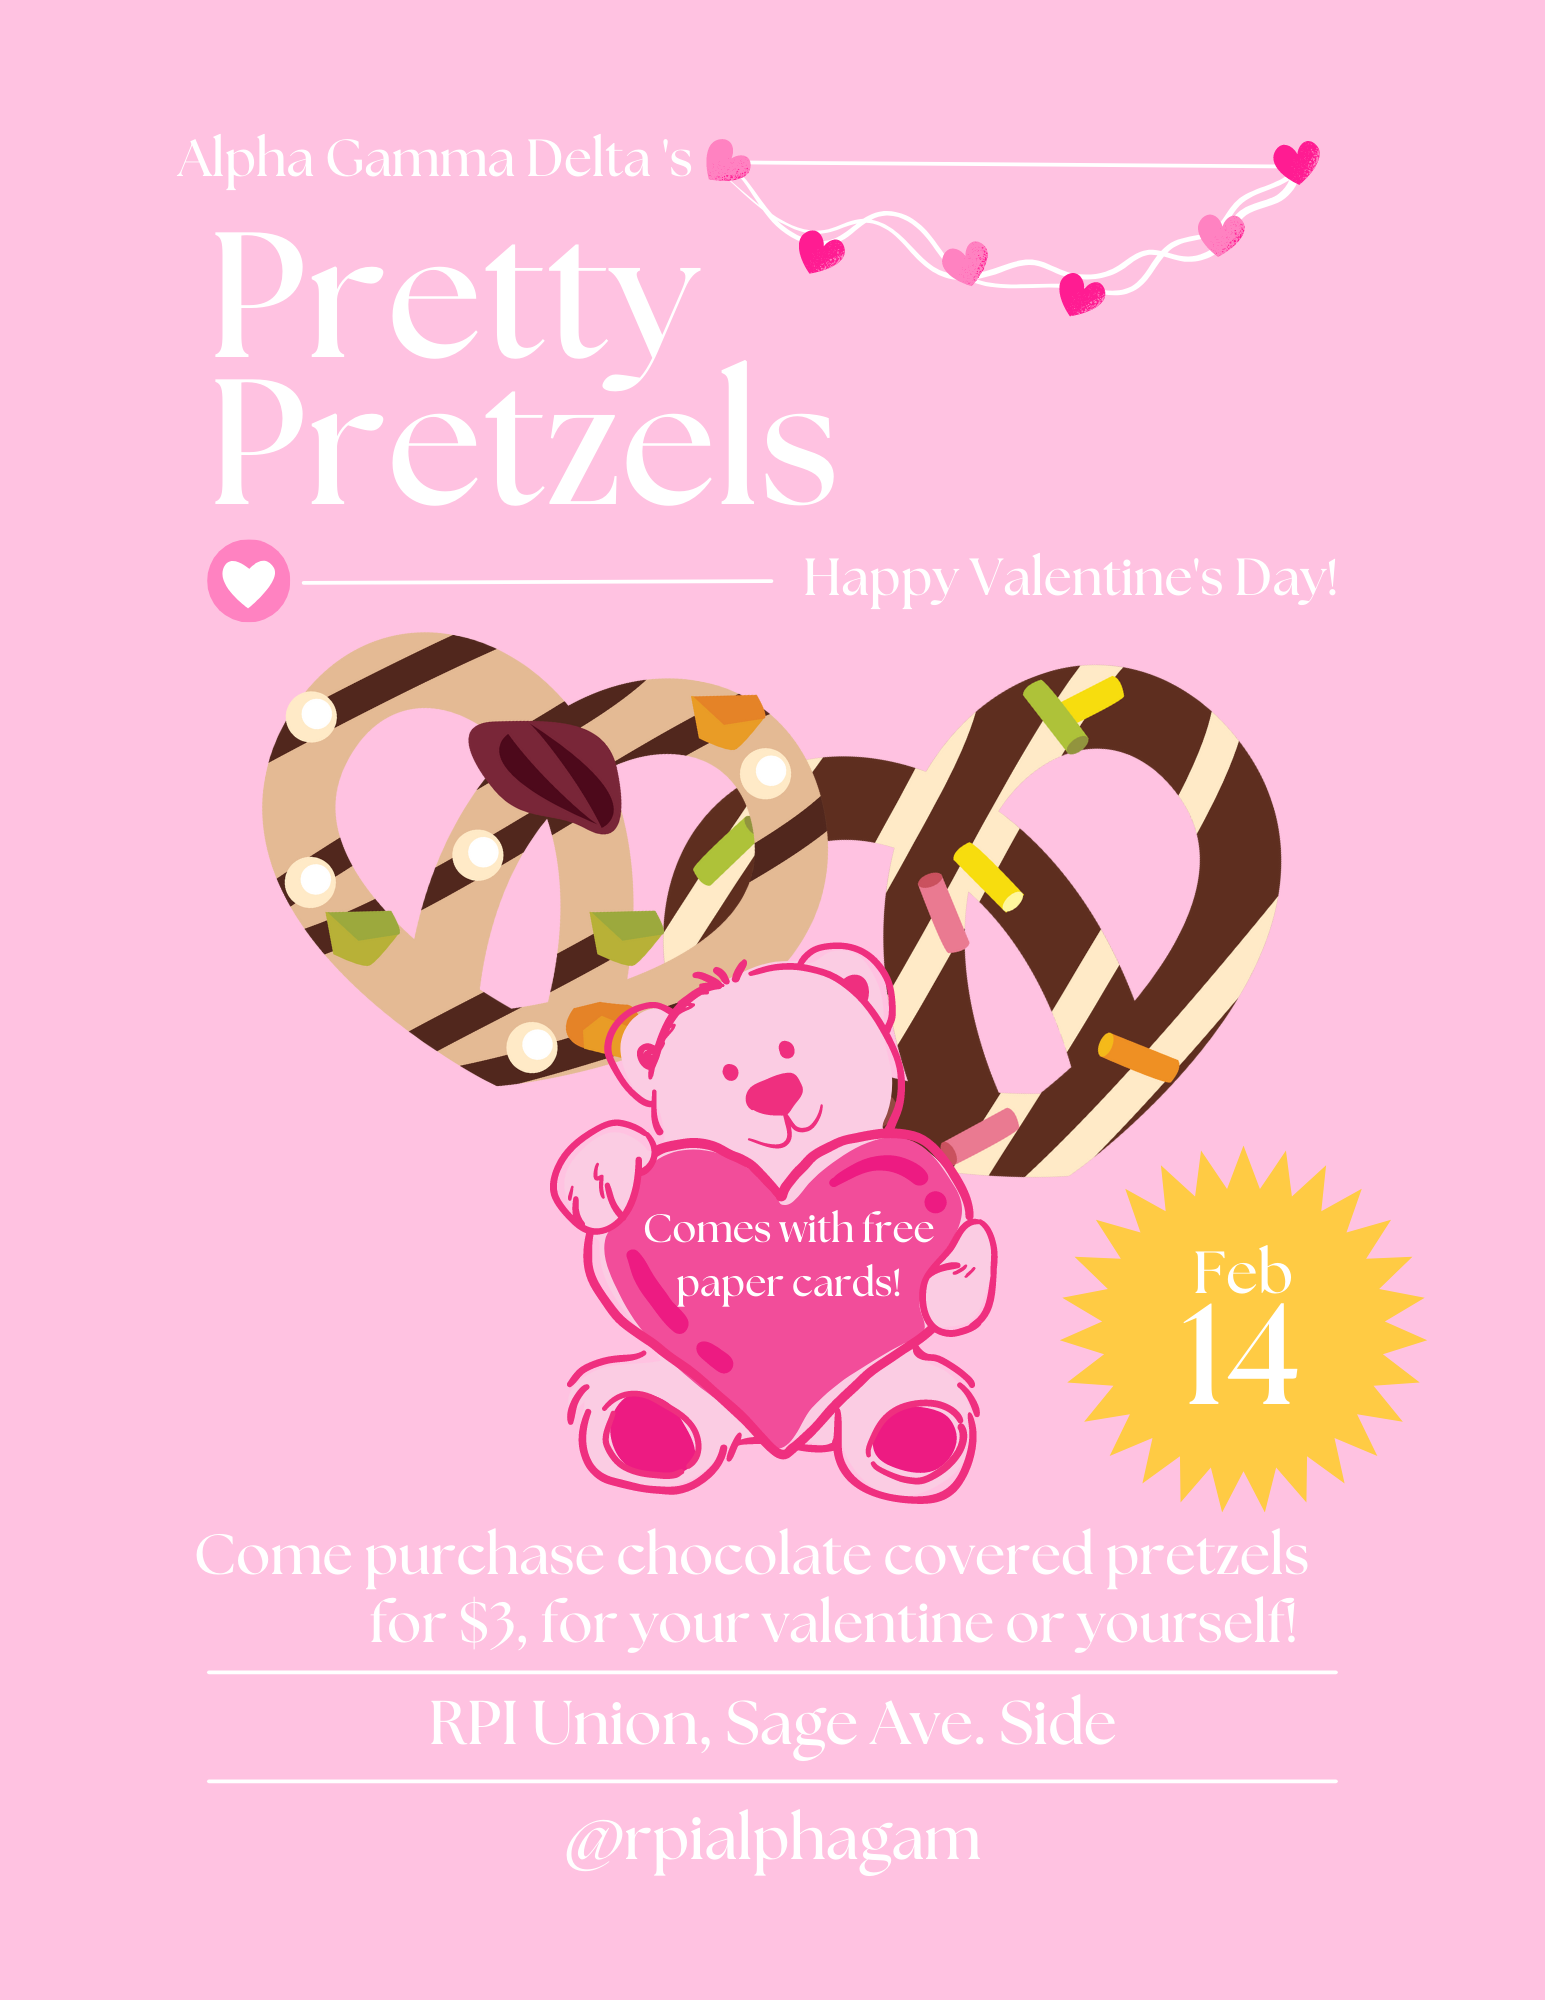 Alpha Gamma Delta 's
Pretty
Pretzels
Happy Valentine's Day!
Comes with free
paper cards!
Feb
14
Come purchase chocolate covered pretzels
for $3, for your valentine or yourself!
RPI Union, Sage Ave. Side
@rpialphagam